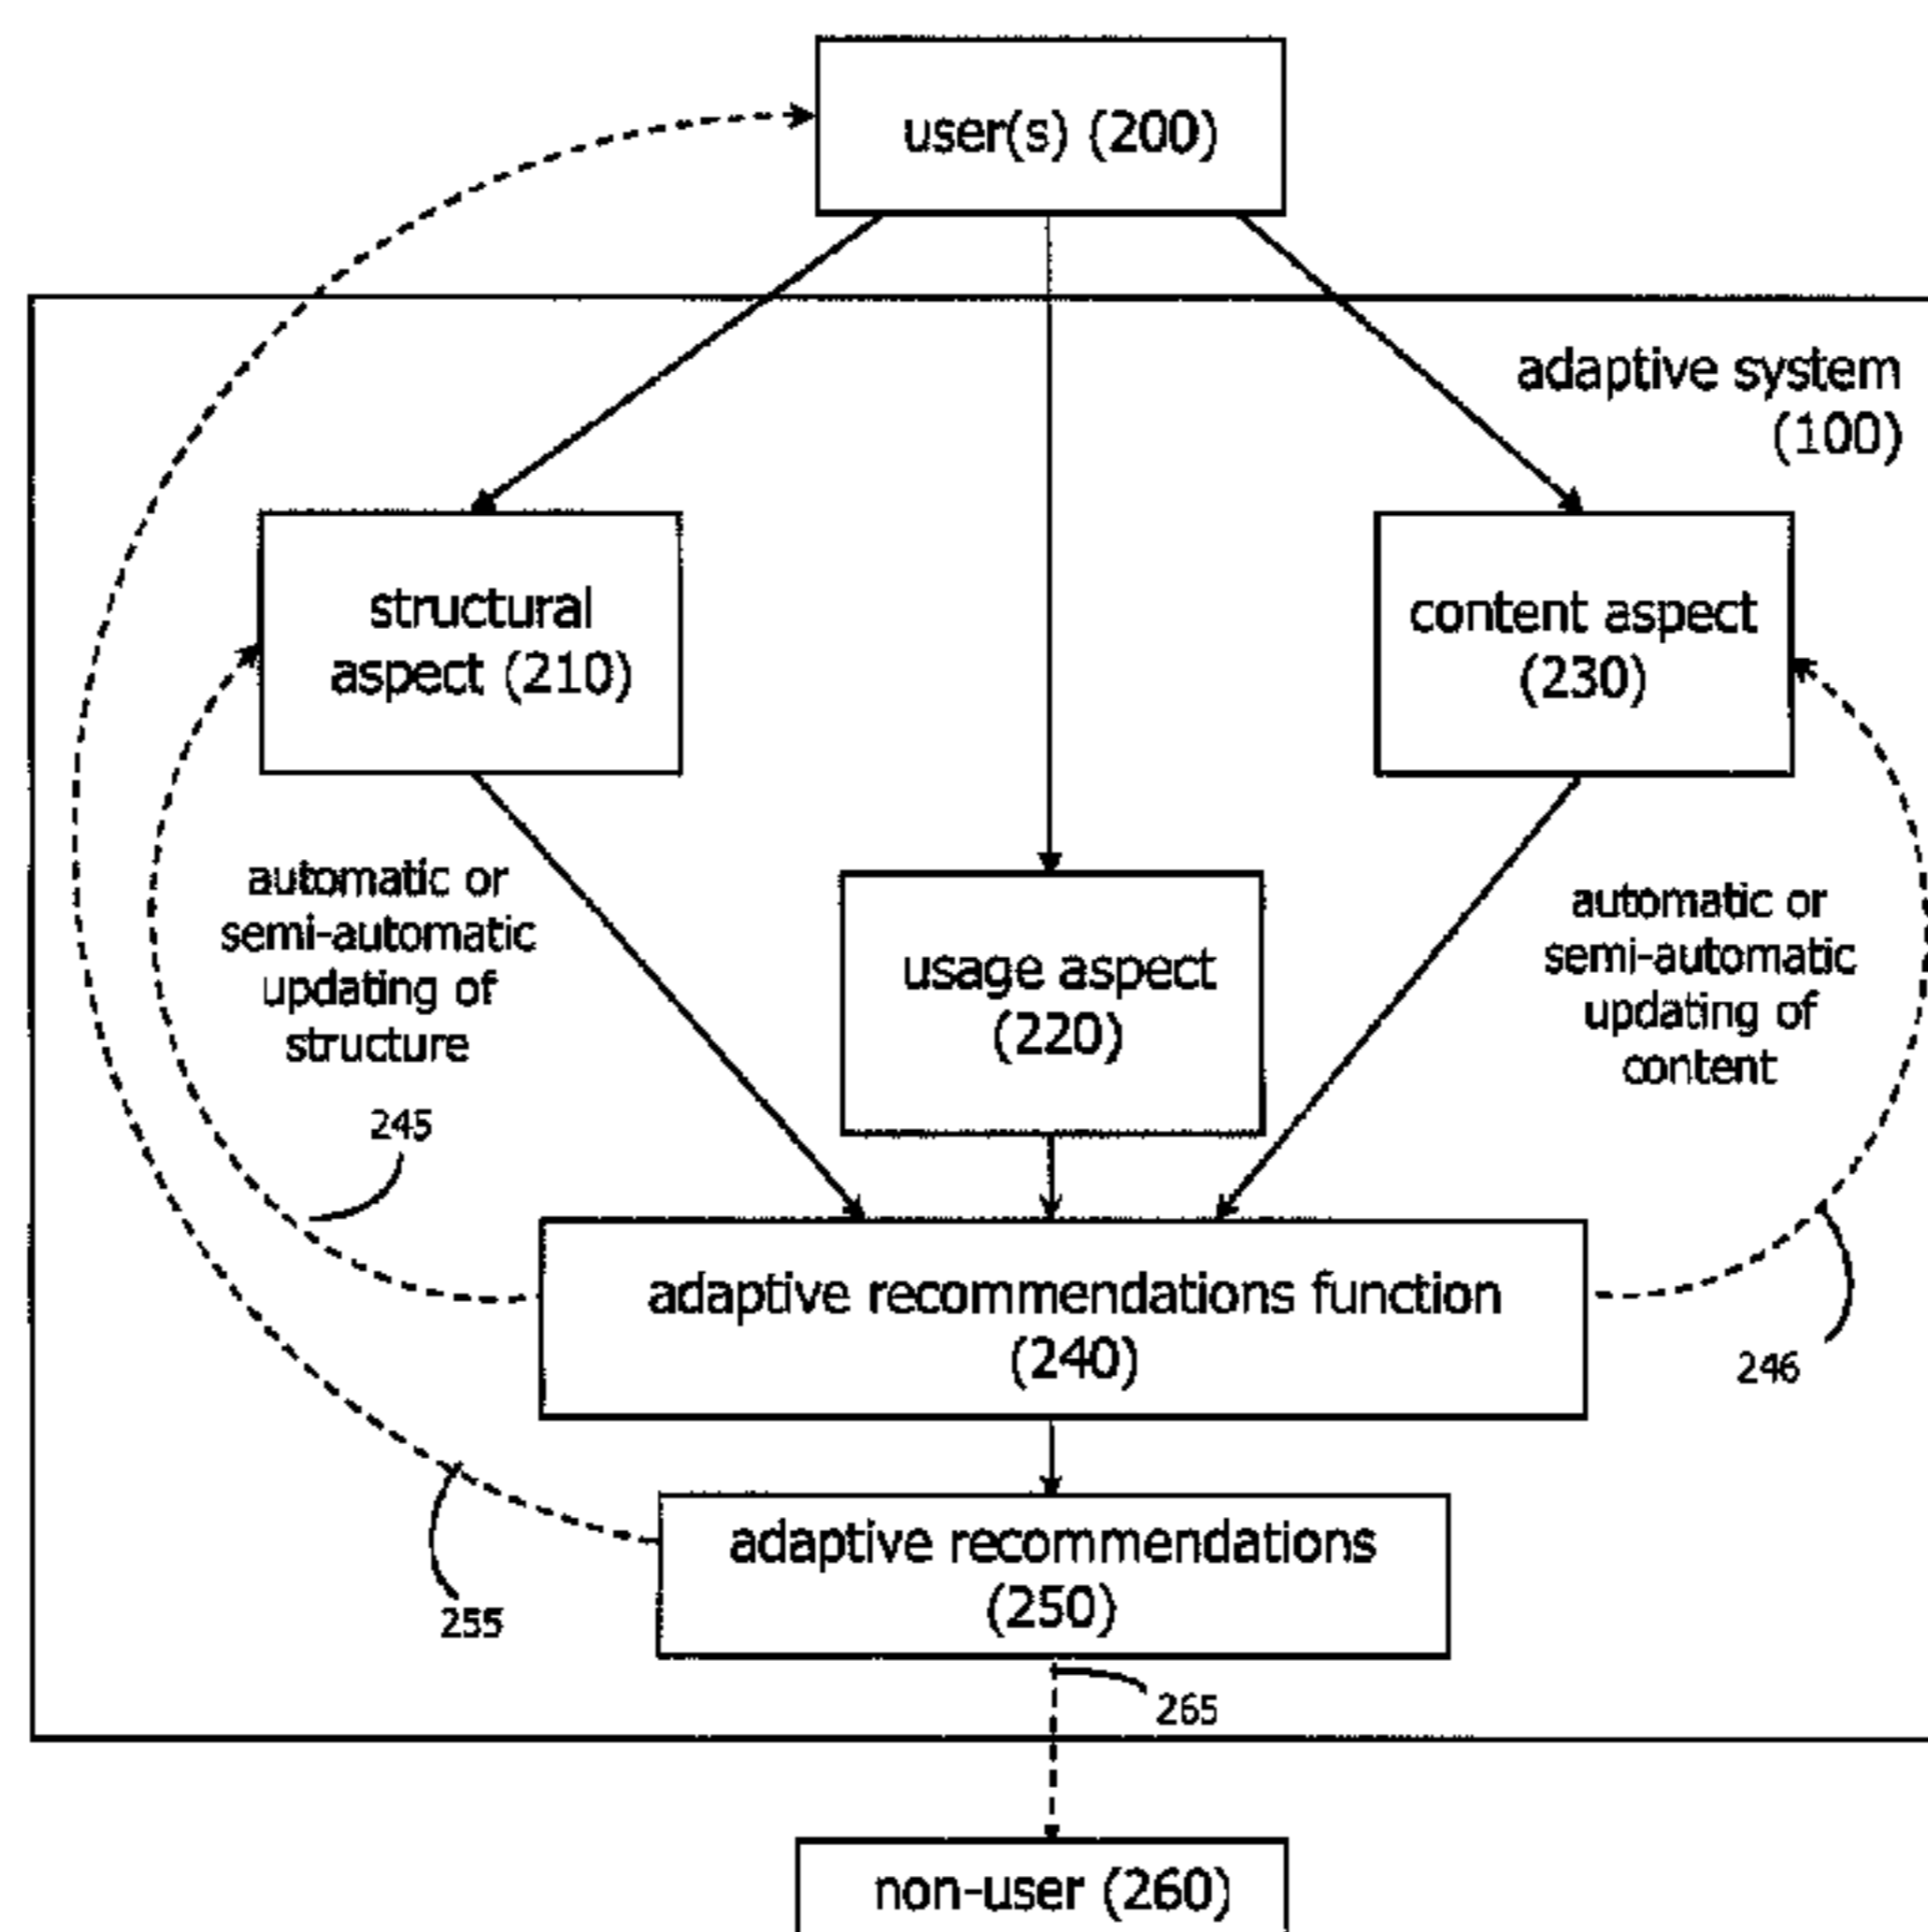 user(s) (200)
adaptive system
(100)
structural
aspect (210)
content aspect
(230)
automatic or
semi-automatic
updating of
structure
usage aspect
(220)
automatic or
semi-automatic
updating of
content
245
adaptive recommendations function
(240)
246
adaptive recommendations
(250)
255
265
non-user (260)